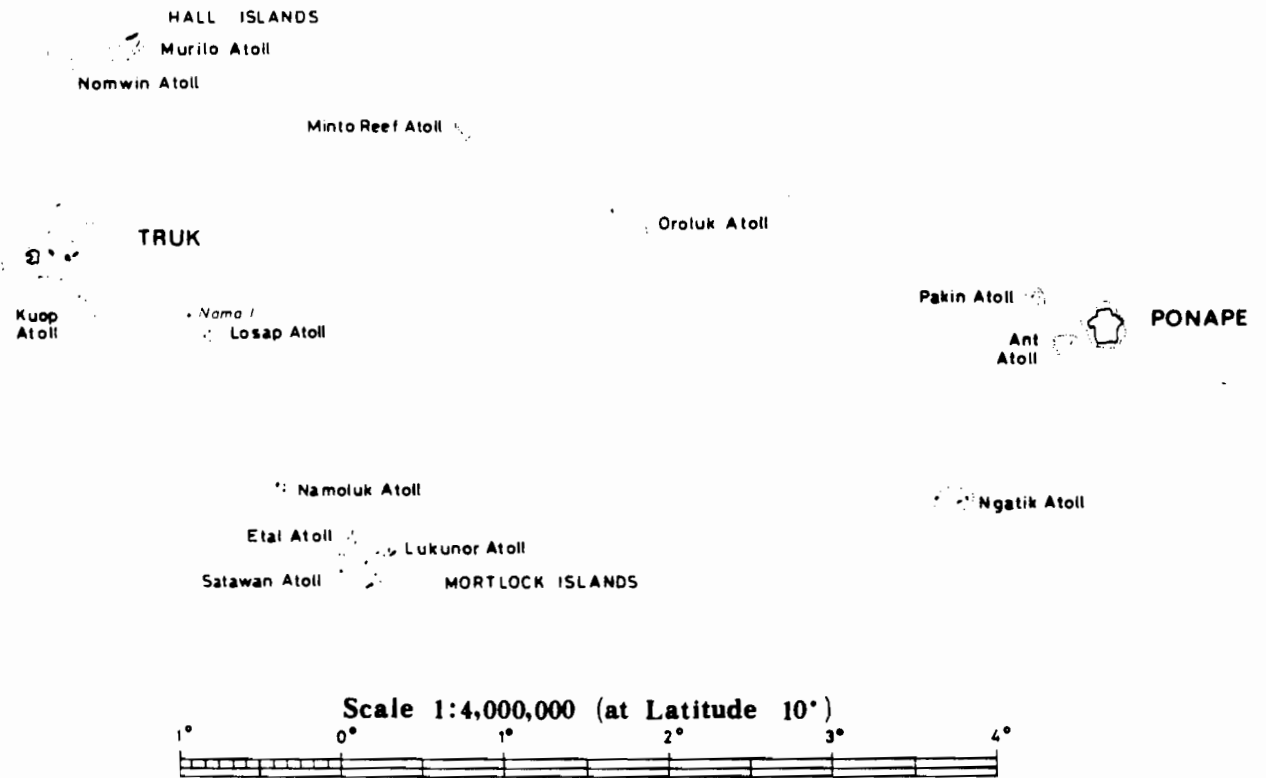 HALL ISLANDS
Murilo Atoll
Nomwin Atoll
Minto Reef Atoll
Oroluk Atoll
TRUK
Pakin Atoll
Kuop
Atoll
Nama I
Losap Atoll
PONAPE
Ant
Atoll
Namoluk Atoll
Ngatik Atoll
Etal Atoll
Lukunor Atoll
Satawan Atoll
MORTLOCK ISLANDS
Scale 1:4,000,000 (at Latitude 10°)
1° 0° 1° 2° 3° 4°